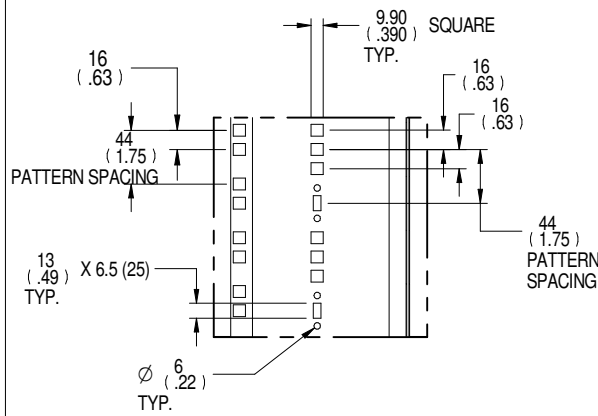 9.90
( .390 ) SQUARE
TYP.
16
( .63 )
16
( .63 )
16
( .63 )
44
( 1.75 )
PATTERN SPACING
44
( 1.75 )
PATTERN
SPACING
13
( .49 ) X 6.5 (25)
TYP.
Ø 6
( .22 )
TYP.